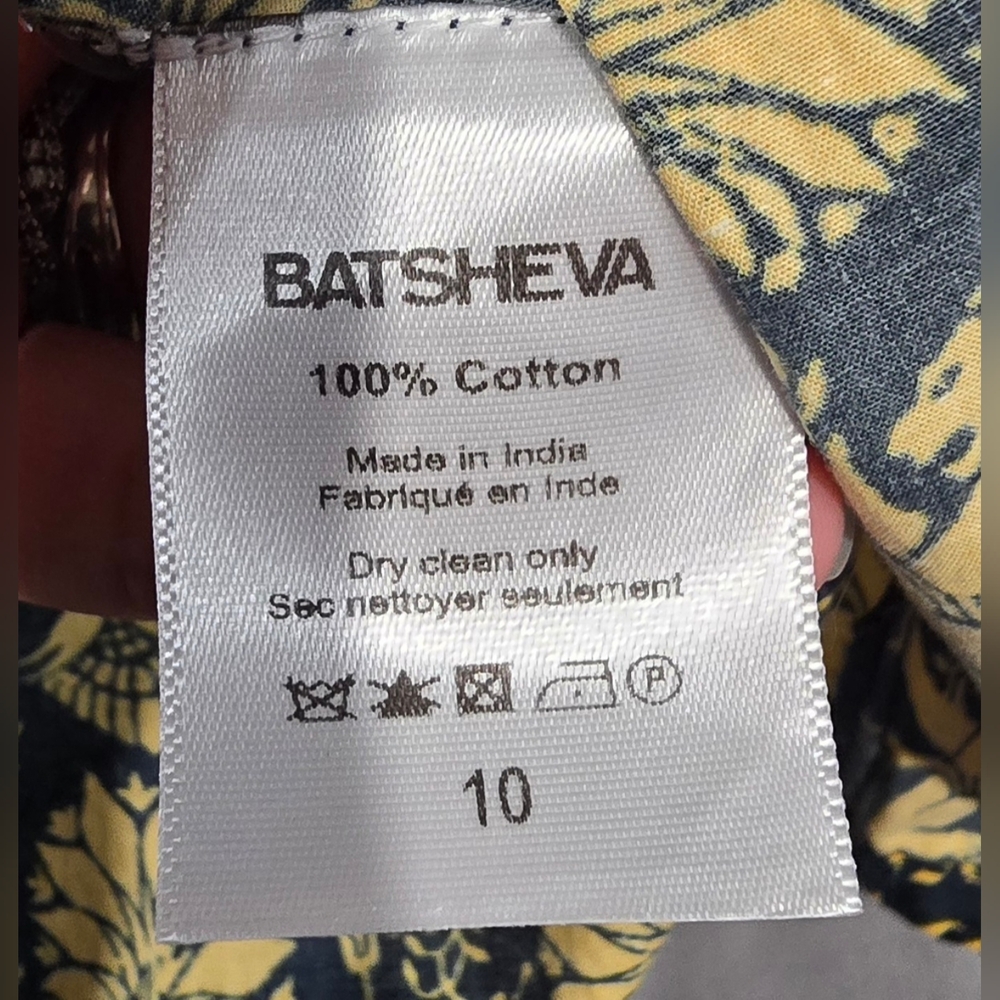 BATSHEVA
100% Cotton
Made in India
Fabriqué en Inde
Dry clean only
Sec nettoyer seulement
P
10